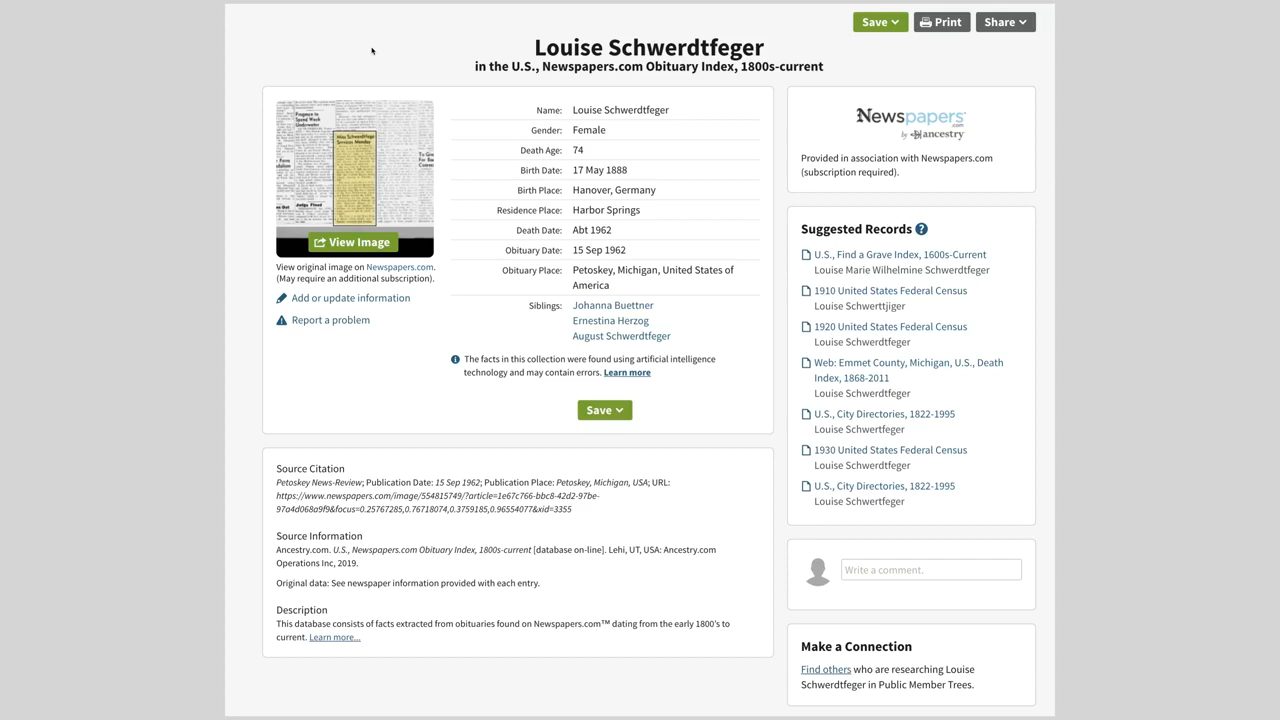 Save
Print
Share
Louise Schwerdtfeger
in the U.S., Newspapers.com Obituary Index, 1800s-current
Fragmen to
Speed Wash
Underwater
Miss Schwerdtfege
Services Monday
Judge Flood
View Image
View original image on Newspapers.com.
(May require an additional subscription).
Add or update information
Report a problem
Name: Louise Schwerdtfeger
Gender: Female
Death Age: 74
Birth Date: 17 May 1888
Birth Place: Hanover, Germany
Residence Place: Harbor Springs
Death Date: Abt 1962
Obituary Date: 15 Sep 1962
Obituary Place: Petoskey, Michigan, United States of
America
Siblings: Johanna Buettner
Ernestina Herzog
August Schwerdtfeger
The facts in this collection were found using artificial intelligence
technology and may contain errors. Learn more
Save
Source Citation
Petoskey News-Review; Publication Date: 15 Sep 1962; Publication Place: Petoskey, Michigan, USA; URL:
https://www.newspapers.com/image/554815749/?article=1e67c766-bbc8-42d2-97be-
97a4d068a9f9&focus=0.25767285,0.76718074,0.3759185,0.96554077&xid=3355
Source Information
Ancestry.com. U.S., Newspapers.com Obituary Index, 1800s-current [database on-line]. Lehi, UT, USA: Ancestry.com
Operations Inc, 2019.
Original data: See newspaper information provided with each entry.
Description
This database consists of facts extracted from obituaries found on Newspapers.com™ dating from the early 1800's to
current. Learn more...
Newspapers™
by ancestry
Provided in association with Newspapers.com
(subscription required).
Suggested Records ?
U.S., Find a Grave Index, 1600s-Current
Louise Marie Wilhelmine Schwerdtfeger
1910 United States Federal Census
Louise Schwerttjiger
1920 United States Federal Census
Louise Schwerdtfeger
Web: Emmet County, Michigan, U.S., Death
Index, 1868-2011
Louise Schwerdtfeger
U.S., City Directories, 1822-1995
Louise Schwertfeger
1930 United States Federal Census
Louise Schwerdtfeger
U.S., City Directories, 1822-1995
Louise Schwertfeger
Write a comment.
Make a Connection
Find others who are researching Louise
Schwerdtfeger in Public Member Trees.